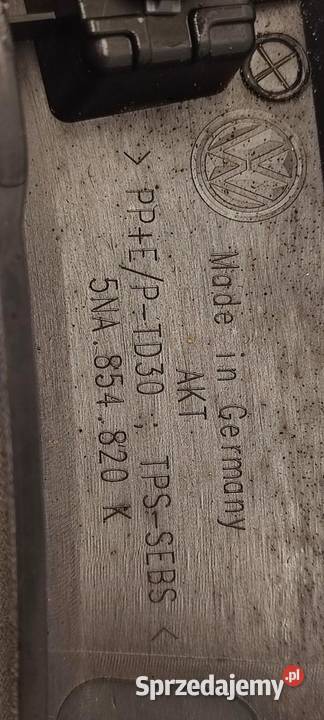 Made in Germany
AKT
> PP+E/P-TD30 ; TPS-SEBS <
5NA.854.820 K
Sprzedajemy.pl